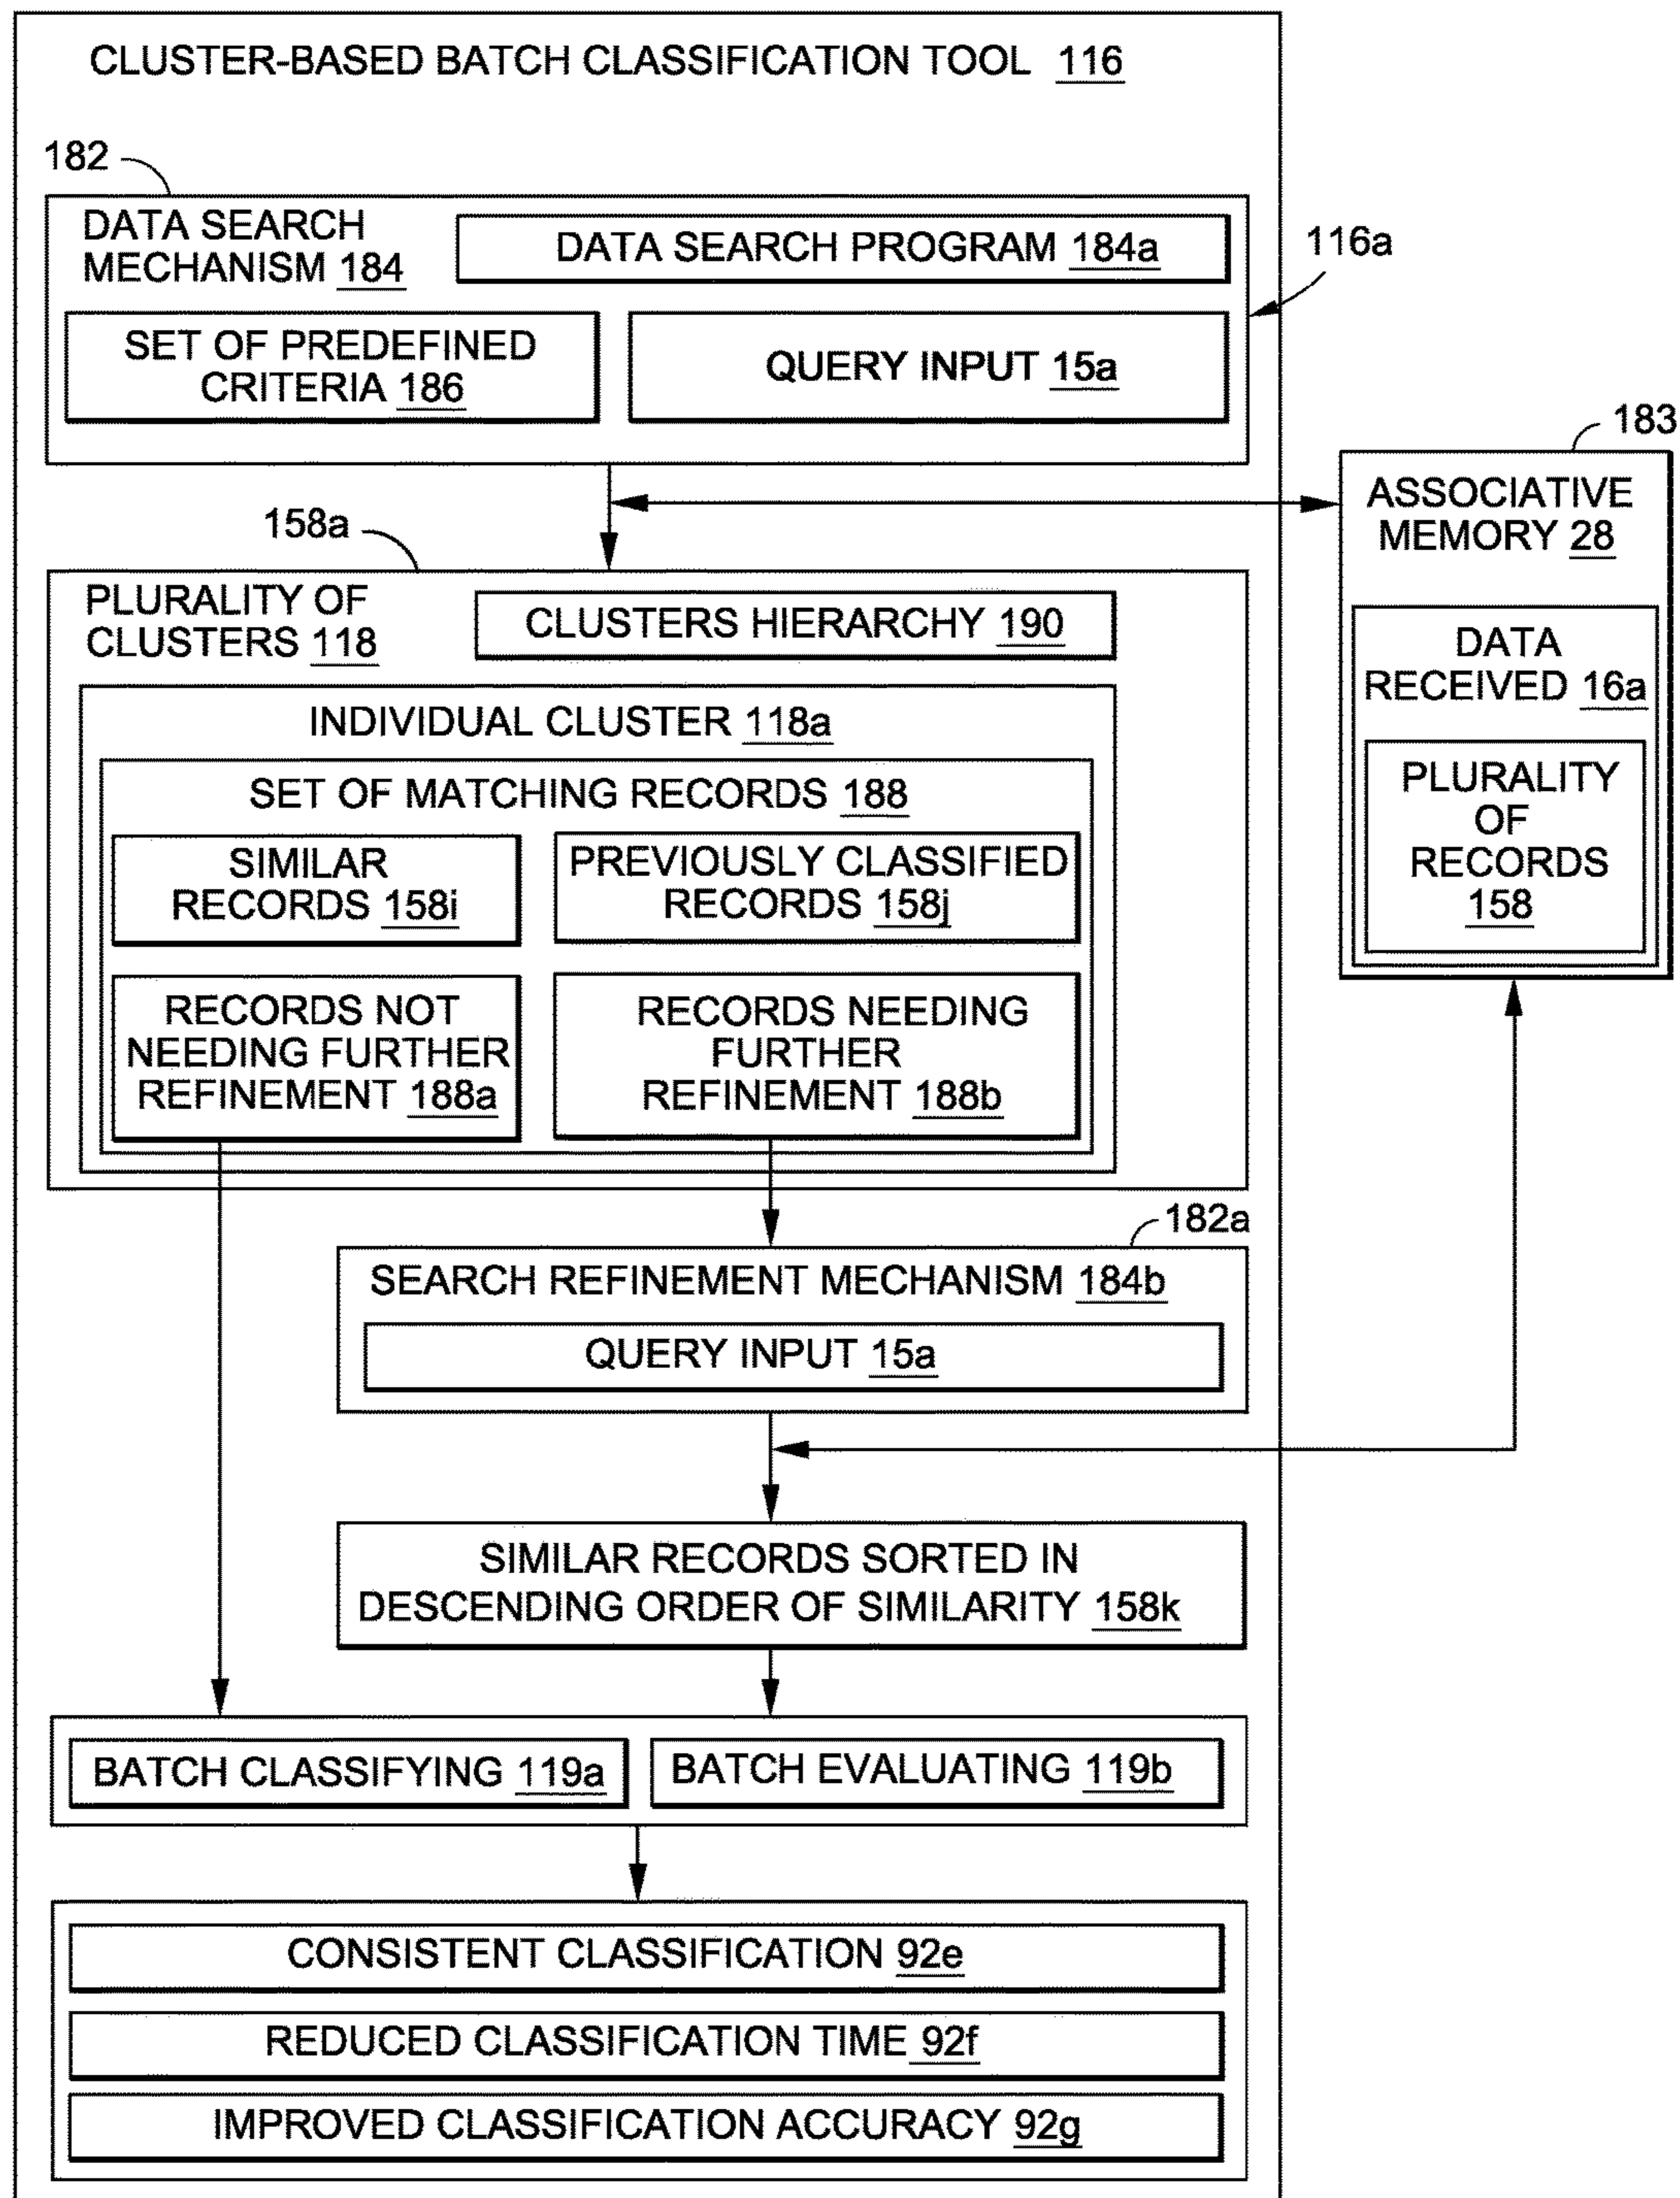 CLUSTER-BASED BATCH CLASSIFICATION TOOL 116
182
DATA SEARCH
MECHANISM 184
DATA SEARCH PROGRAM 184a
116a
SET OF PREDEFINED
CRITERIA 186
QUERY INPUT 15a
183
ASSOCIATIVE
MEMORY 28
DATA
RECEIVED 16a
PLURALITY
OF
RECORDS
158
158a
PLURALITY OF
CLUSTERS 118
CLUSTERS HIERARCHY 190
INDIVIDUAL CLUSTER 118a
SET OF MATCHING RECORDS 188
SIMILAR
RECORDS 158i
PREVIOUSLY CLASSIFIED
RECORDS 158j
RECORDS NOT
NEEDING FURTHER
REFINEMENT 188a
RECORDS NEEDING
FURTHER
REFINEMENT 188b
182a
SEARCH REFINEMENT MECHANISM 184b
QUERY INPUT 15a
SIMILAR RECORDS SORTED IN
DESCENDING ORDER OF SIMILARITY 158k
BATCH CLASSIFYING 119a
BATCH EVALUATING 119b
CONSISTENT CLASSIFICATION 92e
REDUCED CLASSIFICATION TIME 92f
IMPROVED CLASSIFICATION ACCURACY 92g